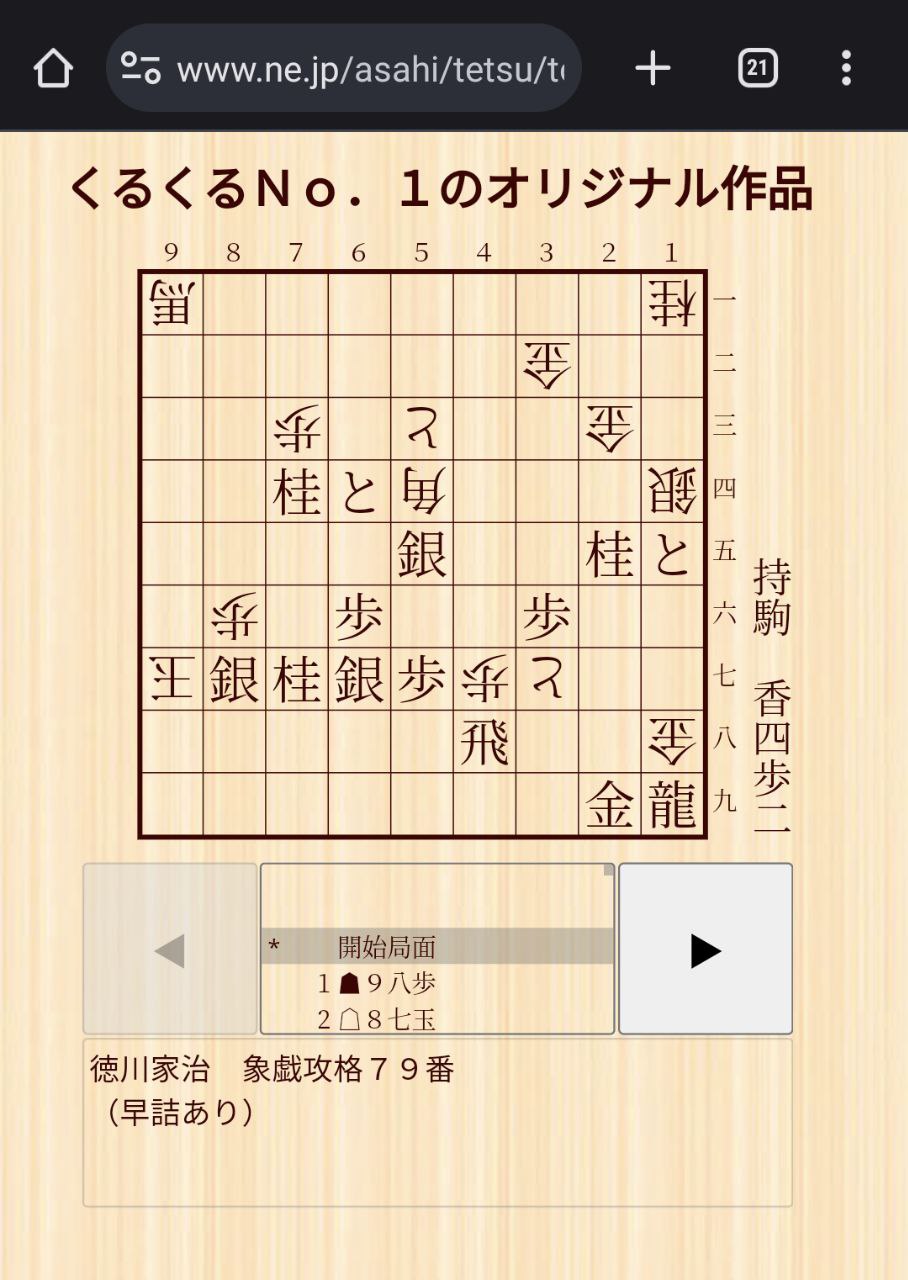 www.ne.jp/asahi/tetsu/t
21
くるくるＮｏ．１のオリジナル作品
9 8 7 6 5 4 3 2 1
馬 桂 一
金 二
歩 と 金 三
桂 と 角 銀 四
銀 桂 と 五
歩 歩 歩 六
王 銀 桂 銀 歩 歩 と 七
飛 金 八
金 龍 九
持駒 香四歩二
* 開始局面
1 ☗９八歩
2 ☖８七玉
徳川家治 象戯攻格７９番
（早詰あり）